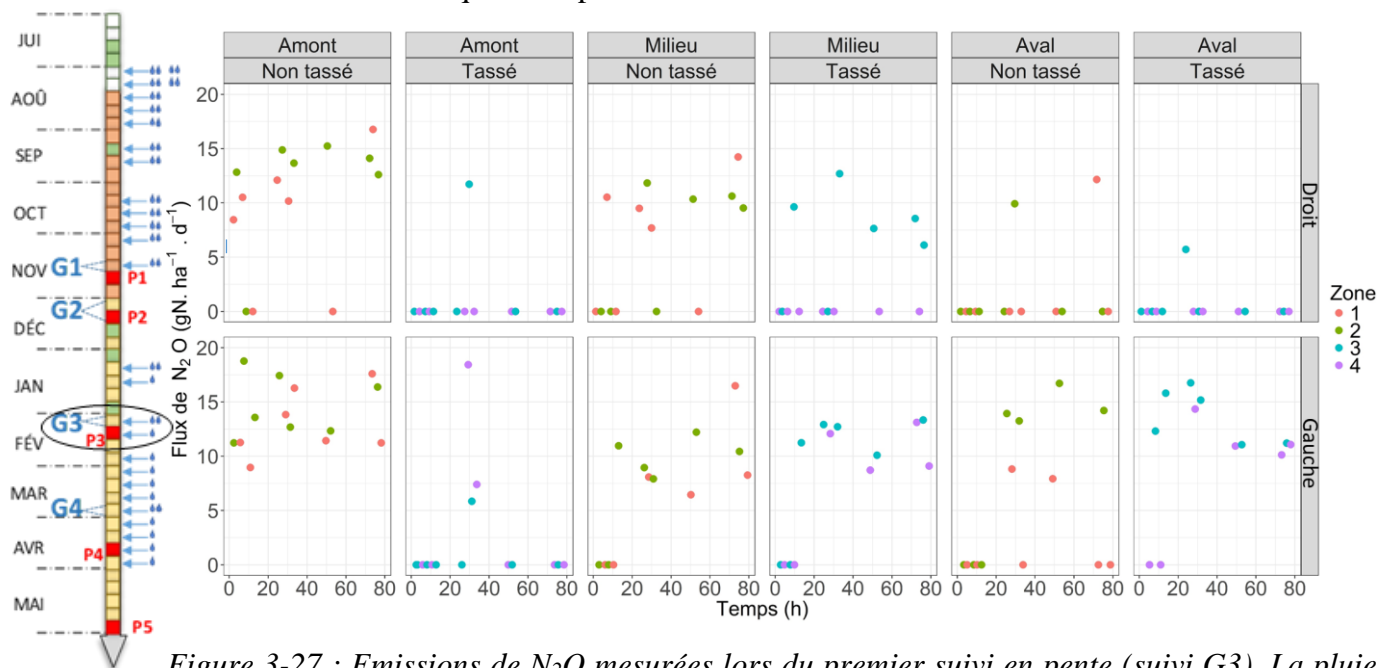 JUI
AOÛ
SEP
OCT
NOV
DÉC
JAN
FÉV
MAR
AVR
MAI
G1
G2
G3
G4
P1
P2
P3
P4
P5
Amont Amont Milieu Milieu Aval Aval
Non tassé Tassé Non tassé Tassé Non tassé Tassé
20
15
10
5
0
Droit
20
15
10
5
0
Gauche
Flux de N2O (gN. ha⁻¹ . d⁻¹)
0 20 40 60 80 0 20 40 60 80 0 20 40 60 80 0 20 40 60 80 0 20 40 60 80 0 20 40 60 80
Temps (h)
Zone
1
2
3
4
Figure 3-27 : Emissions de N2O mesurées lors du premier suivi en pente (suivi G3). La pluie